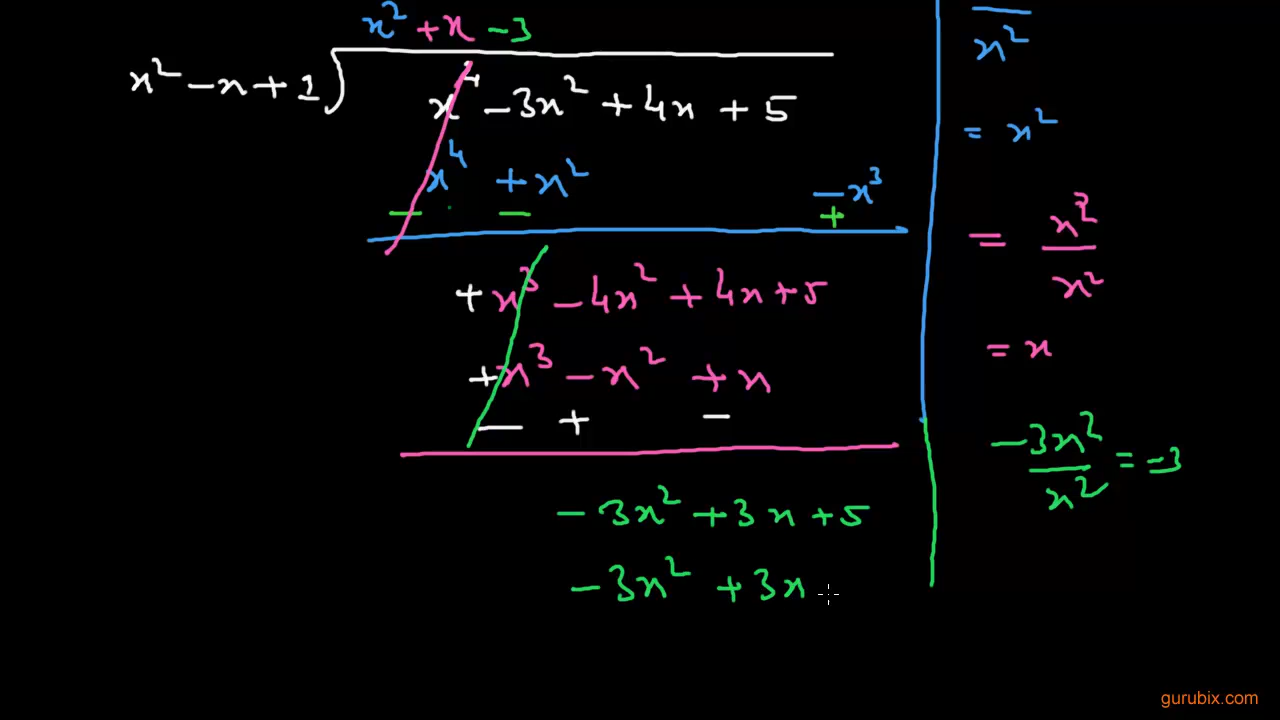 x² + x - 3
x² - x + 1 ) x⁴ - 3x² + 4x + 5
x⁴ + x² - x³
- - +
+ x³ - 4x² + 4x + 5
+ x³ - x² + x
- + -
- 3x² + 3x + 5
- 3x² + 3x
x²
= x²
= x³/x²
= x
-3x²/x² = -3
gurubix.com